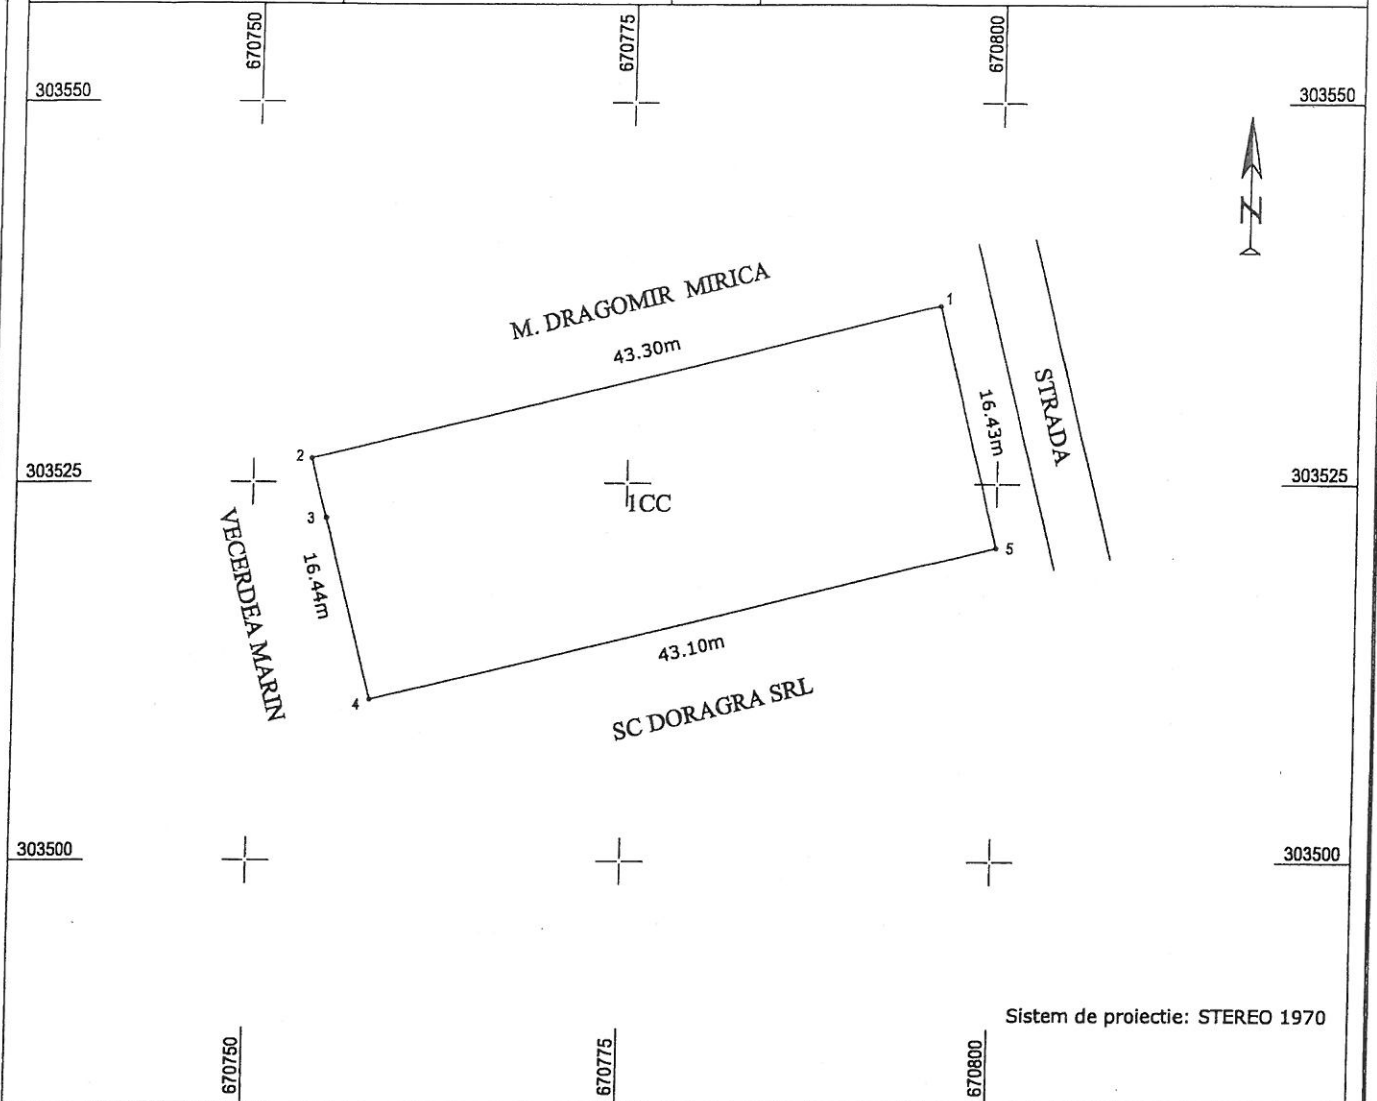 670750
670775
670800
303550
303550
M. DRAGOMIR MIRICA
1
43.30m
STRADA
16.43m
2
303525
303525
1CC
3
5
VECERDEA MARIN
16.44m
43.10m
4
SC DORAGRA SRL
303500
303500
N
Sistem de proiectie: STEREO 1970
670750
670775
670800